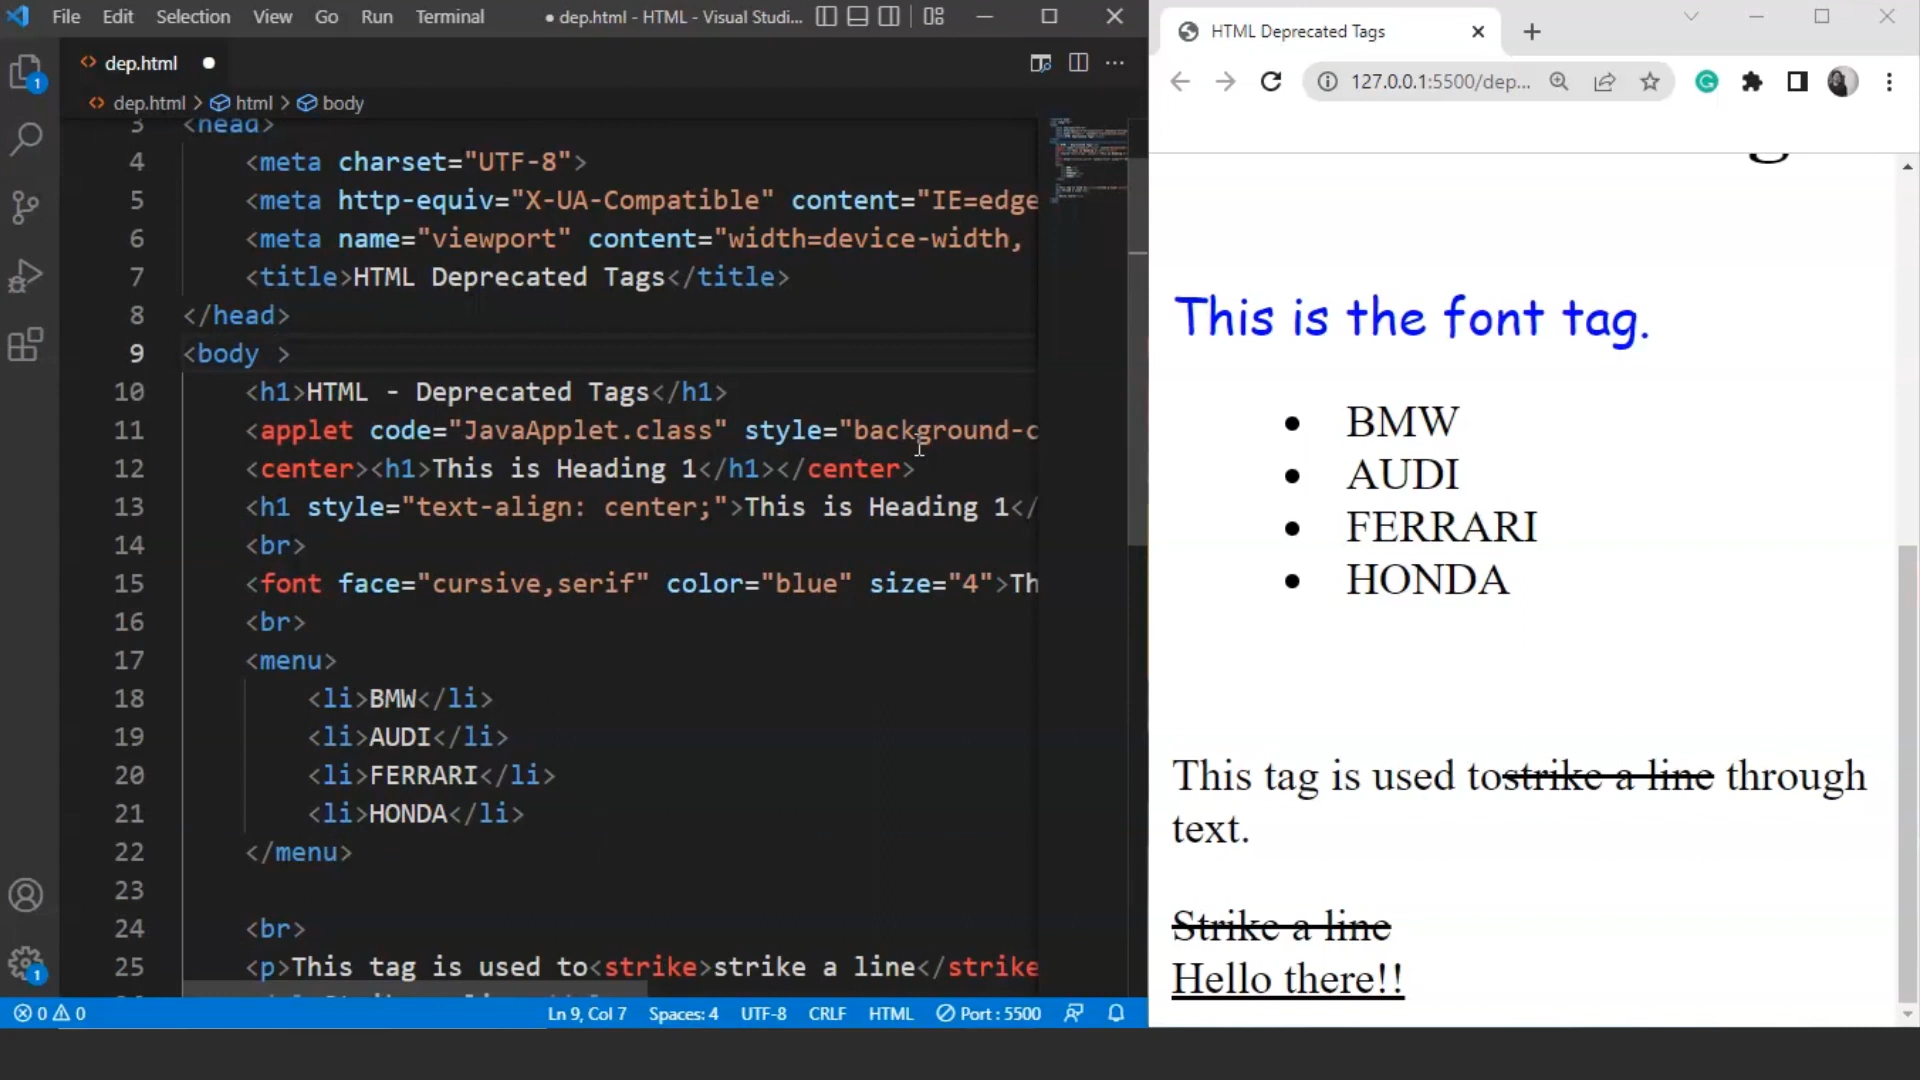 File Edit Selection View Go Run Terminal
● dep.html - HTML - Visual Studi...
dep.html
1
dep.html > html > body
3 <head>
4 <meta charset="UTF-8">
5 <meta http-equiv="X-UA-Compatible" content="IE=edge
6 <meta name="viewport" content="width=device-width,
7 <title>HTML Deprecated Tags</title>
8 </head>
9 <body >
10 <h1>HTML - Deprecated Tags</h1>
11 <applet code="JavaApplet.class" style="background-c
12 <center><h1>This is Heading 1</h1></center>
13 <h1 style="text-align: center;">This is Heading 1</
14 <br>
15 <font face="cursive,serif" color="blue" size="4">Th
16 <br>
17 <menu>
18 <li>BMW</li>
19 <li>AUDI</li>
20 <li>FERRARI</li>
21 <li>HONDA</li>
22 </menu>
23
24 <br>
25 <p>This tag is used to<strike>strike a line</strike
1
0 0 Ln 9, Col 7 Spaces: 4 UTF-8 CRLF HTML Port : 5500
HTML Deprecated Tags
127.0.0.1:5500/dep...
This is the font tag.
• BMW
• AUDI
• FERRARI
• HONDA
This tag is used tostrike a line through
text.
Strike a line
Hello there!!